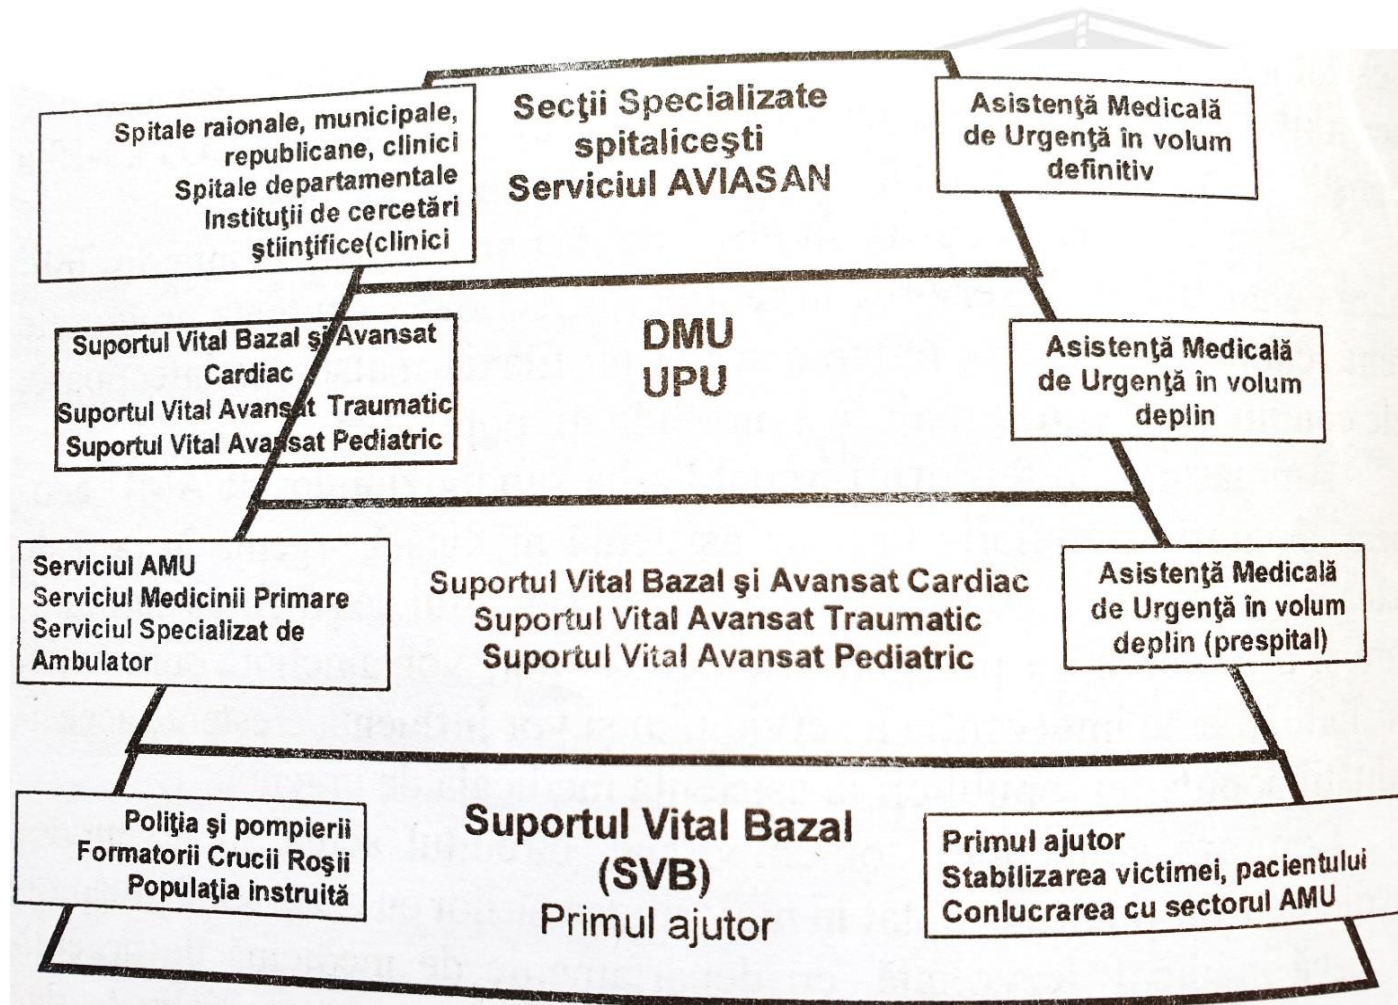 Spitale raionale, municipale,
republicane, clinici
Spitale departamentale
Instituţii de cercetări
ştiinţifice(clinici
Secţii Specializate
spitaliceşti
Serviciul AVIASAN
Asistenţă Medicală
de Urgenţă în volum
definitiv
Suportul Vital Bazal şi Avansat
Cardiac
Suportul Vital Avansat Traumatic
Suportul Vital Avansat Pediatric
DMU
UPU
Asistenţă Medicală
de Urgenţă în volum
deplin
Serviciul AMU
Serviciul Medicinii Primare
Serviciul Specializat de
Ambulator
Suportul Vital Bazal şi Avansat Cardiac
Suportul Vital Avansat Traumatic
Suportul Vital Avansat Pediatric
Asistenţă Medicală
de Urgenţă în volum
deplin (prespital)
Poliţia şi pompierii
Formatorii Crucii Roşii
Populaţia instruită
Suportul Vital Bazal
(SVB)
Primul ajutor
Primul ajutor
Stabilizarea victimei, pacientului
Conlucrarea cu sectorul AMU